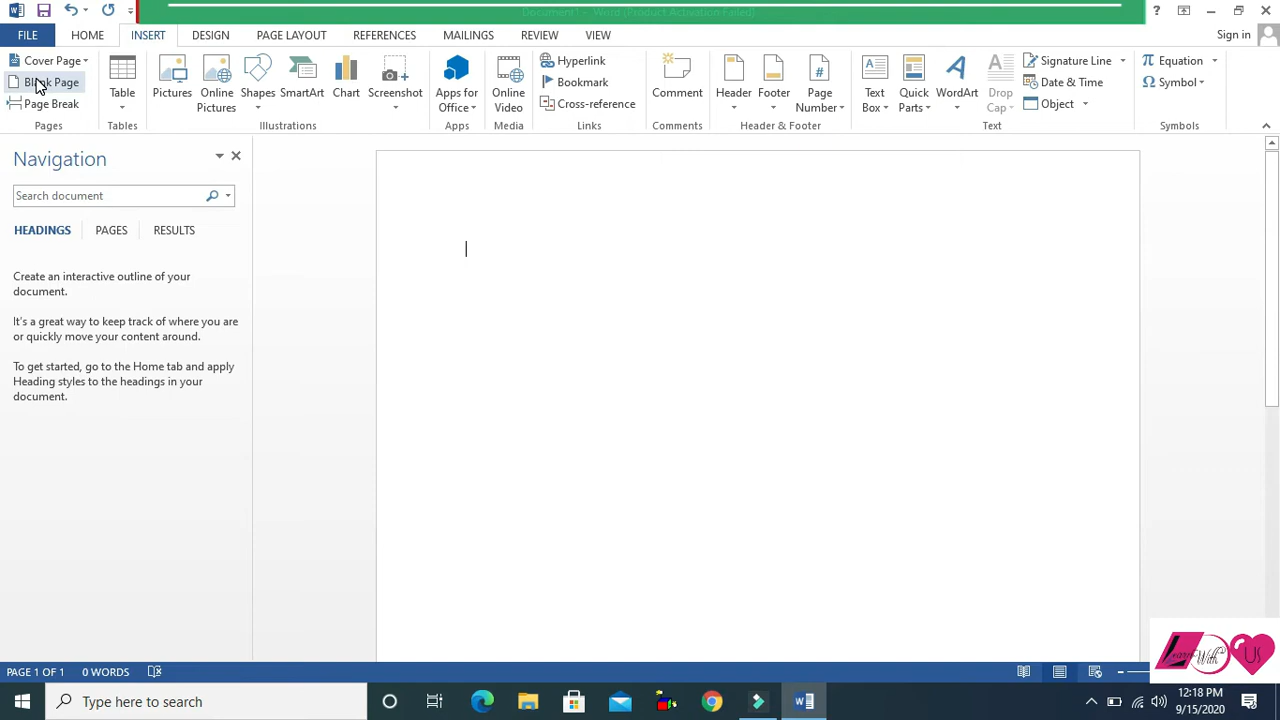 Document1 - Word (Product Activation Failed)
FILE HOME INSERT DESIGN PAGE LAYOUT REFERENCES MAILINGS REVIEW VIEW Sign in
Cover Page
Blank Page
Page Break
Pages
Table
Tables
Pictures
Online Pictures
Shapes
SmartArt
Chart
Screenshot
Illustrations
Apps for Office
Apps
Online Video
Media
Hyperlink
Bookmark
Cross-reference
Links
Comment
Comments
Header
Footer
Page Number
Header & Footer
Text Box
Quick Parts
WordArt
Drop Cap
Signature Line
Date & Time
Object
Text
Equation
Symbol
Symbols
Navigation
Search document
HEADINGS PAGES RESULTS
Create an interactive outline of your
document.
It's a great way to keep track of where you are
or quickly move your content around.
To get started, go to the Home tab and apply
Heading styles to the headings in your
document.
PAGE 1 OF 1 0 WORDS
Learn With US
Type here to search
12:18 PM
9/15/2020